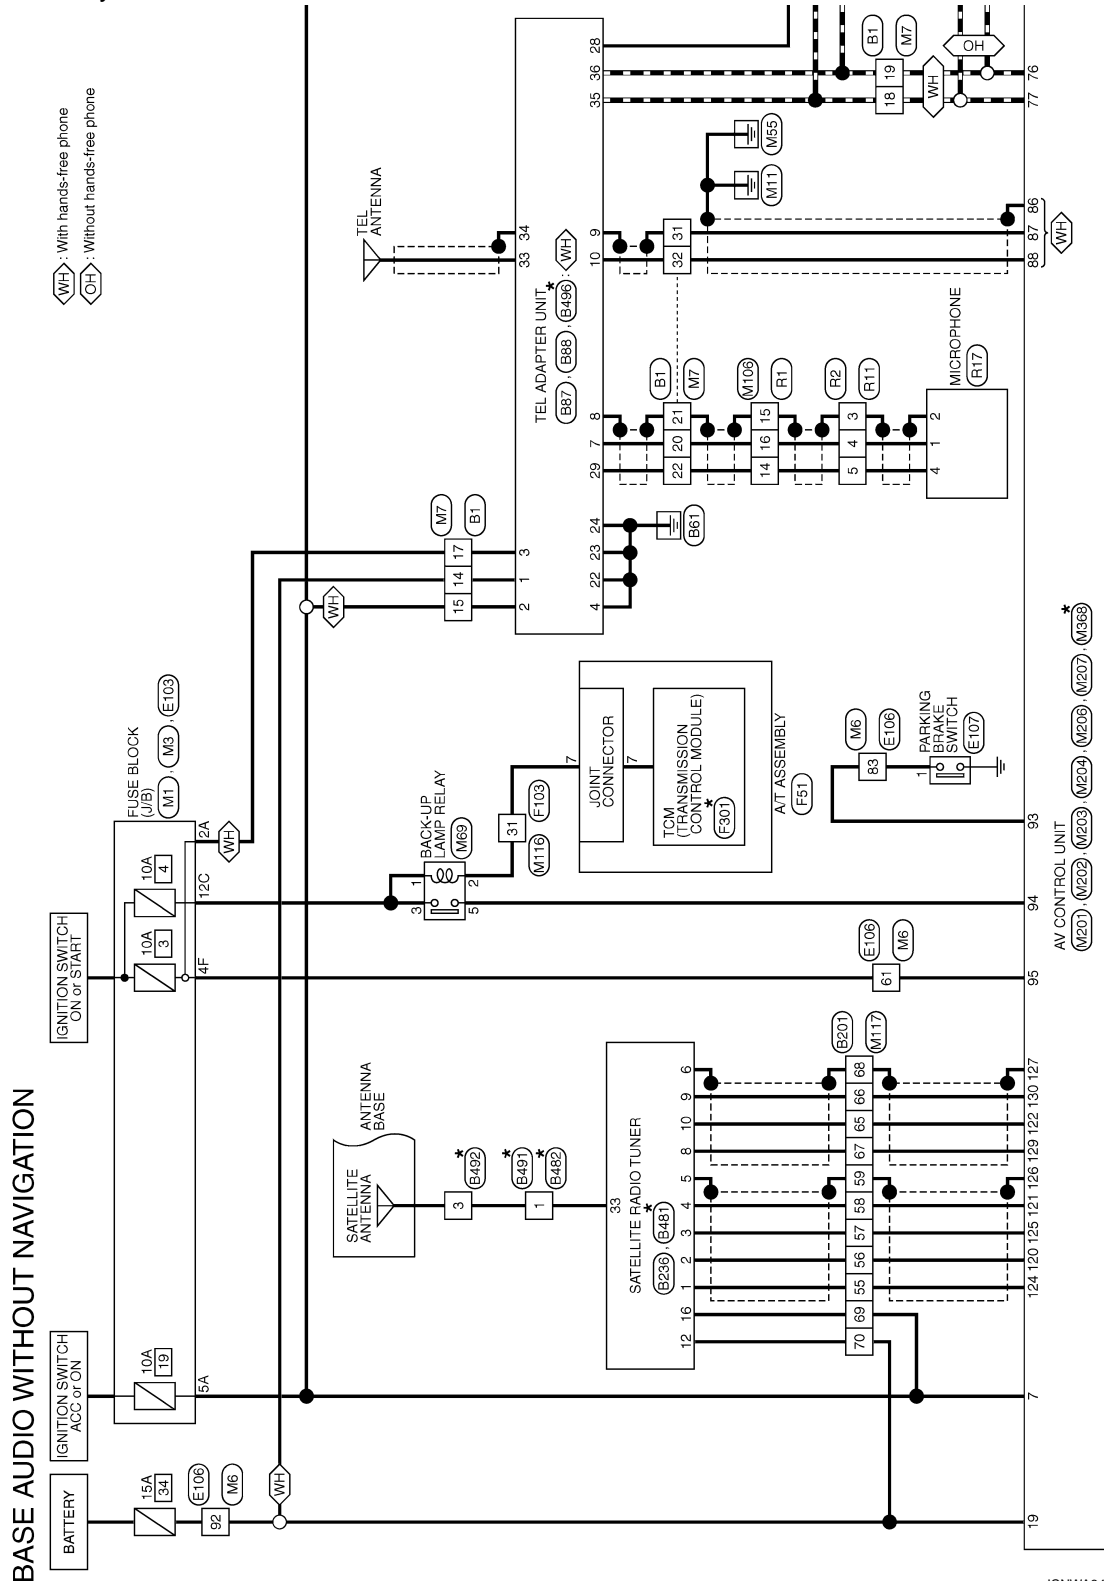 BASE AUDIO WITHOUT NAVIGATION
WH : With hands-free phone
OH : Without hands-free phone
BATTERY
15A
34
E106
92
M6
WH
IGNITION SWITCH
ACC or ON
10A
19
5A
IGNITION SWITCH
ON or START
10A
3
4F
10A
4
12C
2A
WH
FUSE BLOCK
(J/B)
M1 , M3 , E103
WH
SATELLITE
ANTENNA
ANTENNA
BASE
3
*
B492
1
*
B491
*
B482
33
SATELLITE RADIO TUNER
B236 , B481 *
12 16 1 2 3 4 5 8 10 9 6
70 69 55 56 57 58 59 67 65 66 68
B201
M117
BACK-UP
LAMP RELAY
M69
1
3
2
5
31
M116
F103
7
JOINT
CONNECTOR
7
TCM
(TRANSMISSION
CONTROL MODULE)
*
F301
A/T ASSEMBLY
F51
E106
61
M6
M6
83
E106
1
PARKING
BRAKE
SWITCH
E107
M7
15 14 17
B1
2 1 3
TEL
ANTENNA
33 34
TEL ADAPTER UNIT
B87 , B88 , B496 * : WH
4 22 23 24 29 7 8 10 9 35 36 28
B61
B1
22 20 21
M7
M106
14 16 15
R1
R2
5 4 3
R11
4 1 2
MICROPHONE
R17
32 31
M11
M55
B1
18 19
M7
WH
OH
WH
19 7 124 120 125 121 126 129 122 130 127 95 94 93 88 87 86 77 76
AV CONTROL UNIT
M201 , M202 , M203 , M204 , M206 , M207 , M368 *